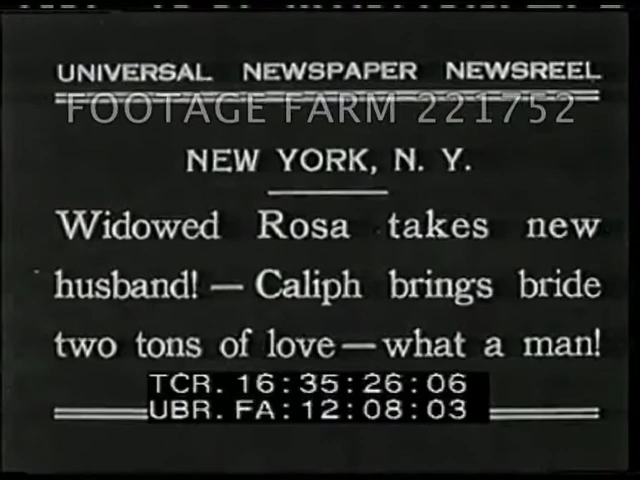 UNIVERSAL NEWSPAPER NEWSREEL
FOOTAGE FARM 221752
NEW YORK, N. Y.
Widowed Rosa takes new
husband! — Caliph brings bride
two tons of love — what a man!
TCR. 16:35:26:06
UBR. FA:12:08:03